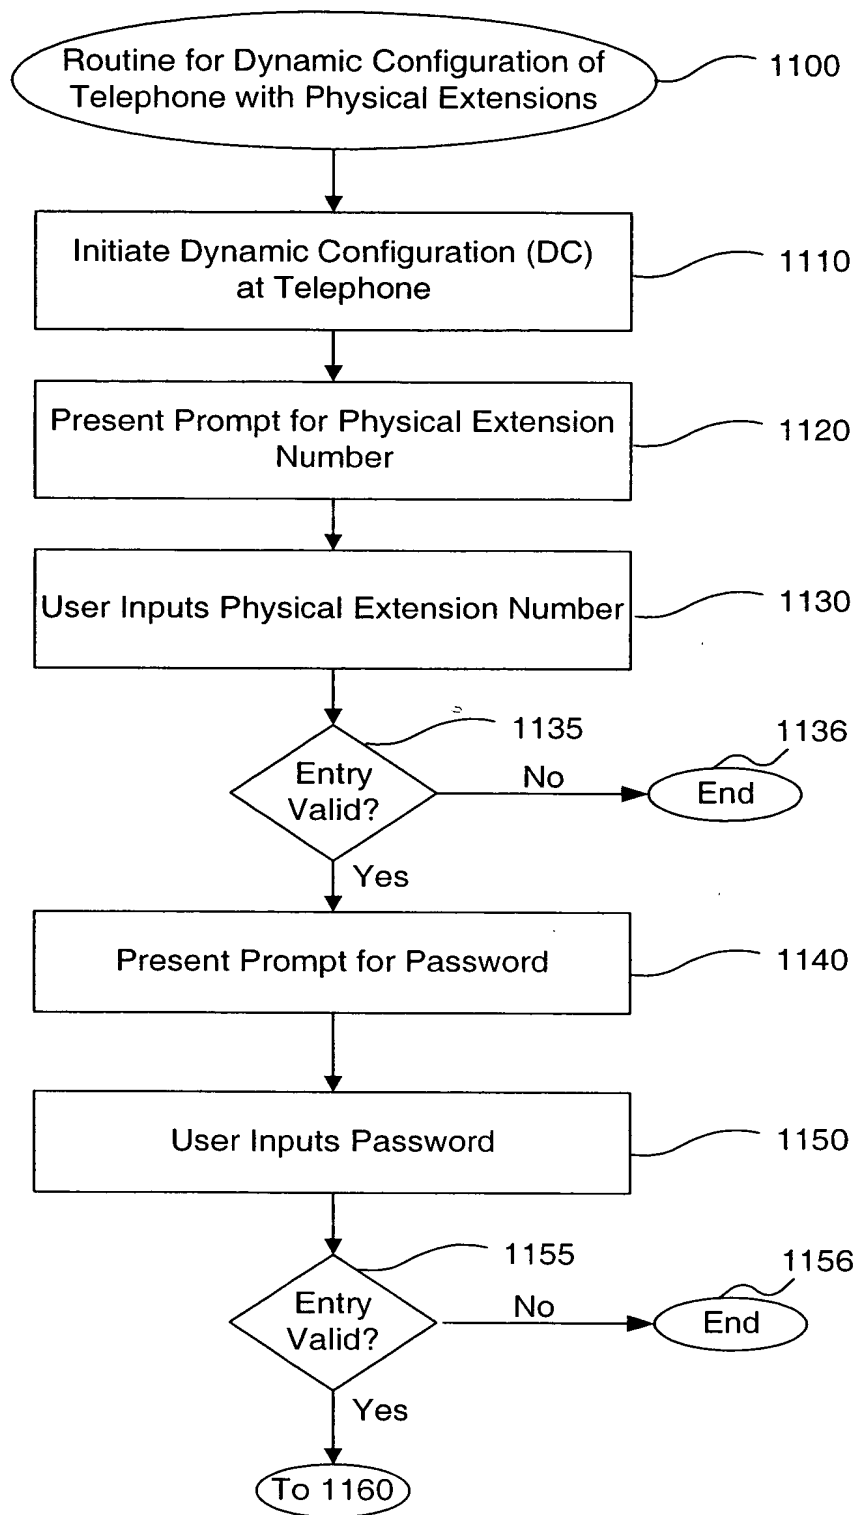 Routine for Dynamic Configuration of
Telephone with Physical Extensions
1100
Initiate Dynamic Configuration (DC)
at Telephone
1110
Present Prompt for Physical Extension
Number
1120
User Inputs Physical Extension Number
1130
1135
1136
Entry
Valid?
No
End
Yes
Present Prompt for Password
1140
User Inputs Password
1150
1155
1156
Entry
Valid?
No
End
Yes
To 1160